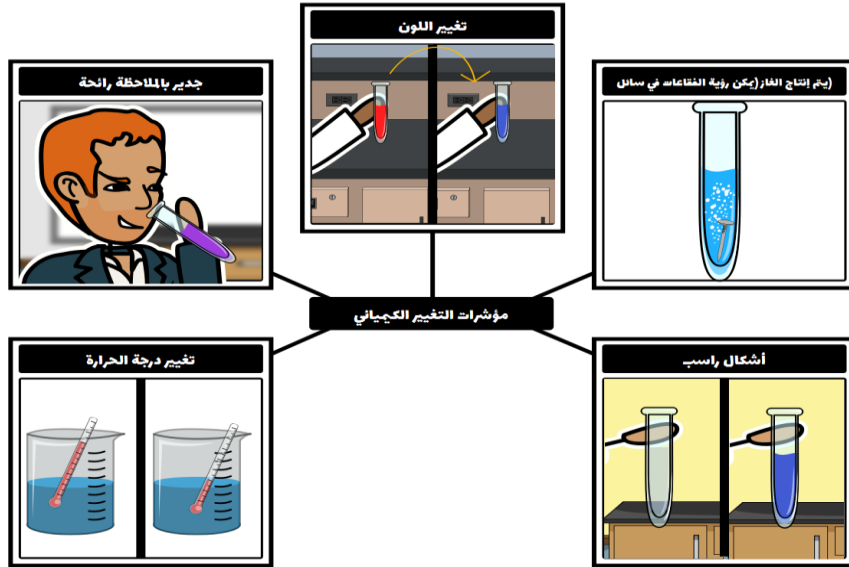 تغيير اللون
(يتم إنتاج الغاز (يمكن رؤية الفقاعات في سائل
جدير بالملاحظة رائحة
مؤشرات التغيير الكيميائي
أشكال راسب
تغيير درجة الحرارة